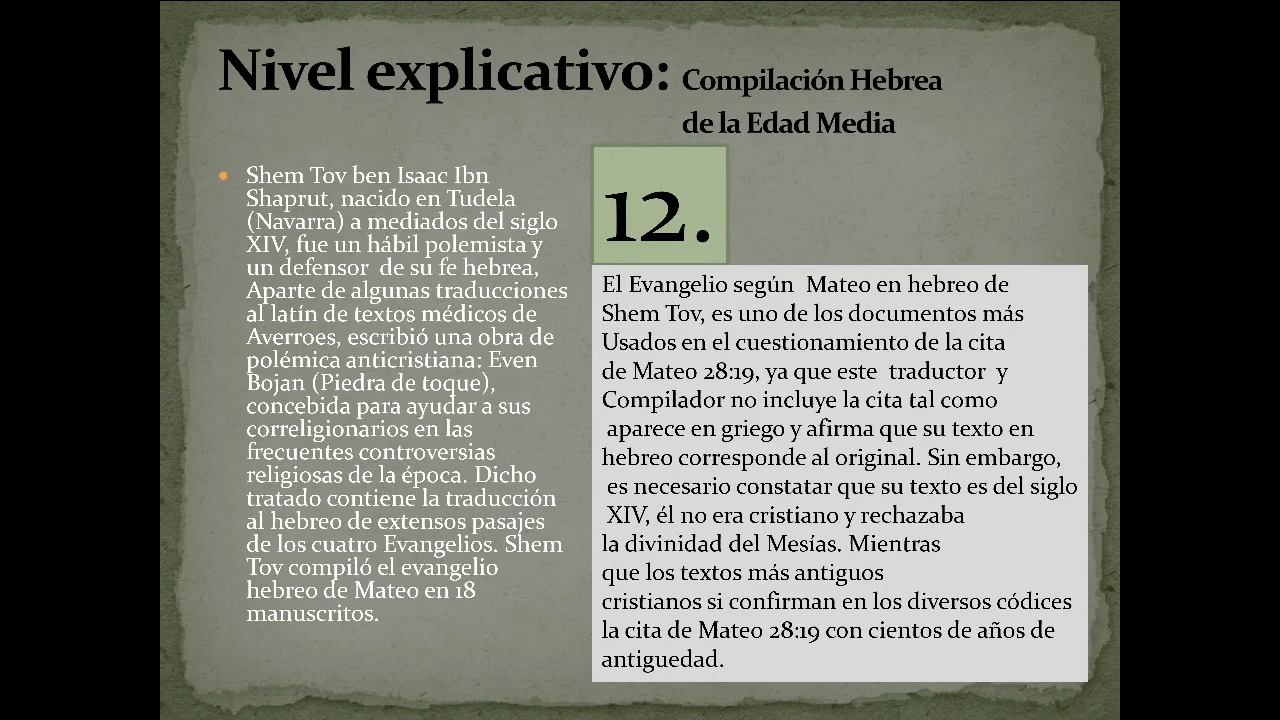 Nivel explicativo: Compilación Hebrea
de la Edad Media
Shem Tov ben Isaac Ibn
Shaprut, nacido en Tudela
(Navarra) a mediados del siglo
XIV, fue un hábil polemista y
un defensor de su fe hebrea,
Aparte de algunas traducciones
al latín de textos médicos de
Averroes, escribió una obra de
polémica anticristiana: Even
Bojan (Piedra de toque),
concebida para ayudar a sus
correligionarios en las
frecuentes controversias
religiosas de la época. Dicho
tratado contiene la traducción
al hebreo de extensos pasajes
de los cuatro Evangelios. Shem
Tov compiló el evangelio
hebreo de Mateo en 18
manuscritos.
12.
El Evangelio según Mateo en hebreo de
Shem Tov, es uno de los documentos más
Usados en el cuestionamiento de la cita
de Mateo 28:19, ya que este traductor y
Compilador no incluye la cita tal como
aparece en griego y afirma que su texto en
hebreo corresponde al original. Sin embargo,
es necesario constatar que su texto es del siglo
XIV, él no era cristiano y rechazaba
la divinidad del Mesías. Mientras
que los textos más antiguos
cristianos si confirman en los diversos códices
la cita de Mateo 28:19 con cientos de años de
antiguedad.